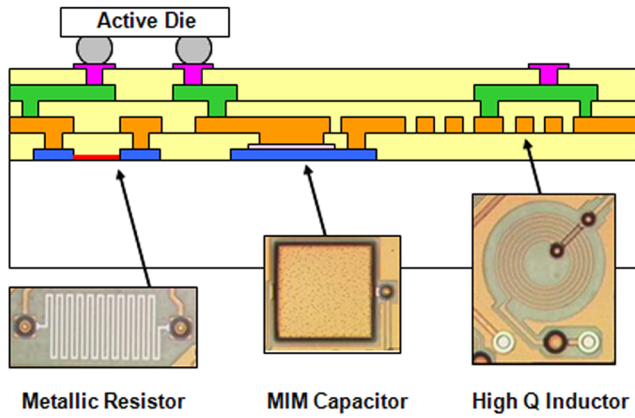 Active Die
Metallic Resistor
MIM Capacitor
High Q Inductor